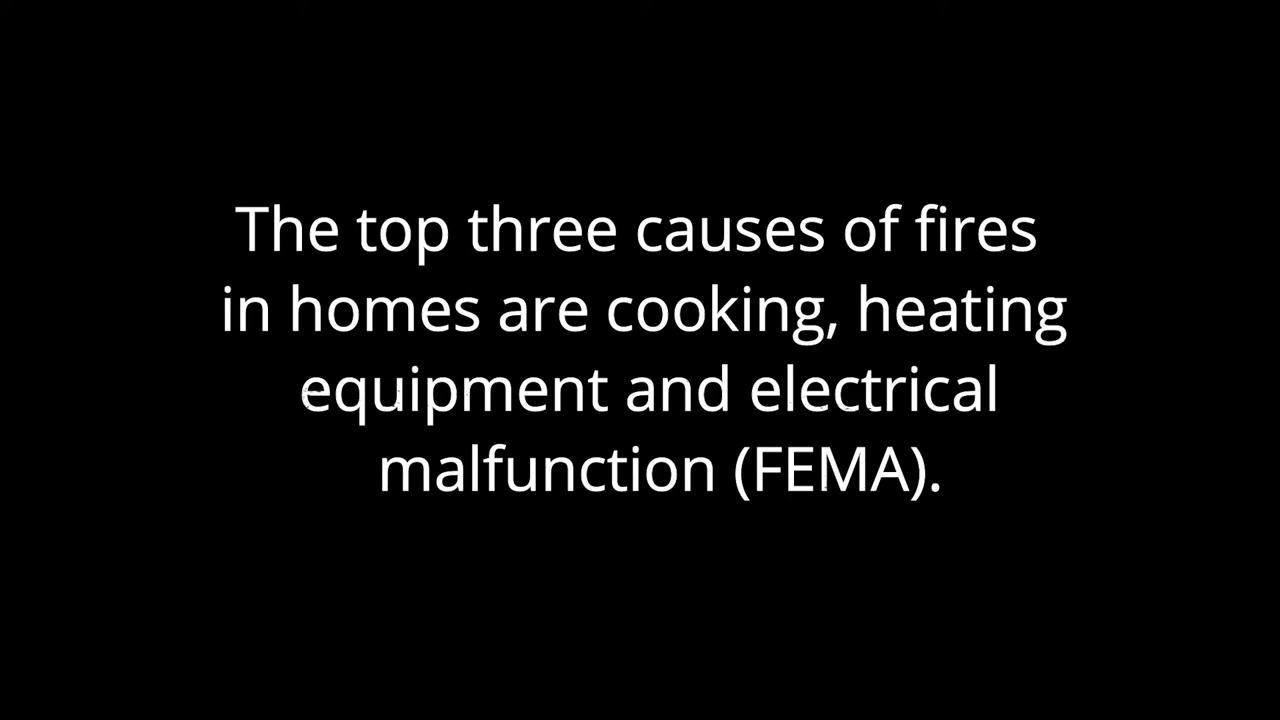 The top three causes of fires
in homes are cooking, heating
equipment and electrical
malfunction (FEMA).